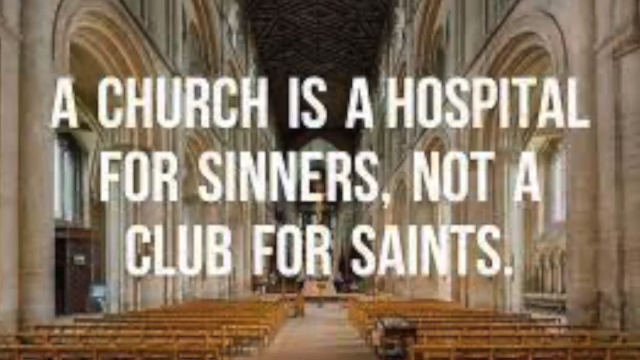 A CHURCH IS A HOSPITAL
FOR SINNERS, NOT A
CLUB FOR SAINTS.